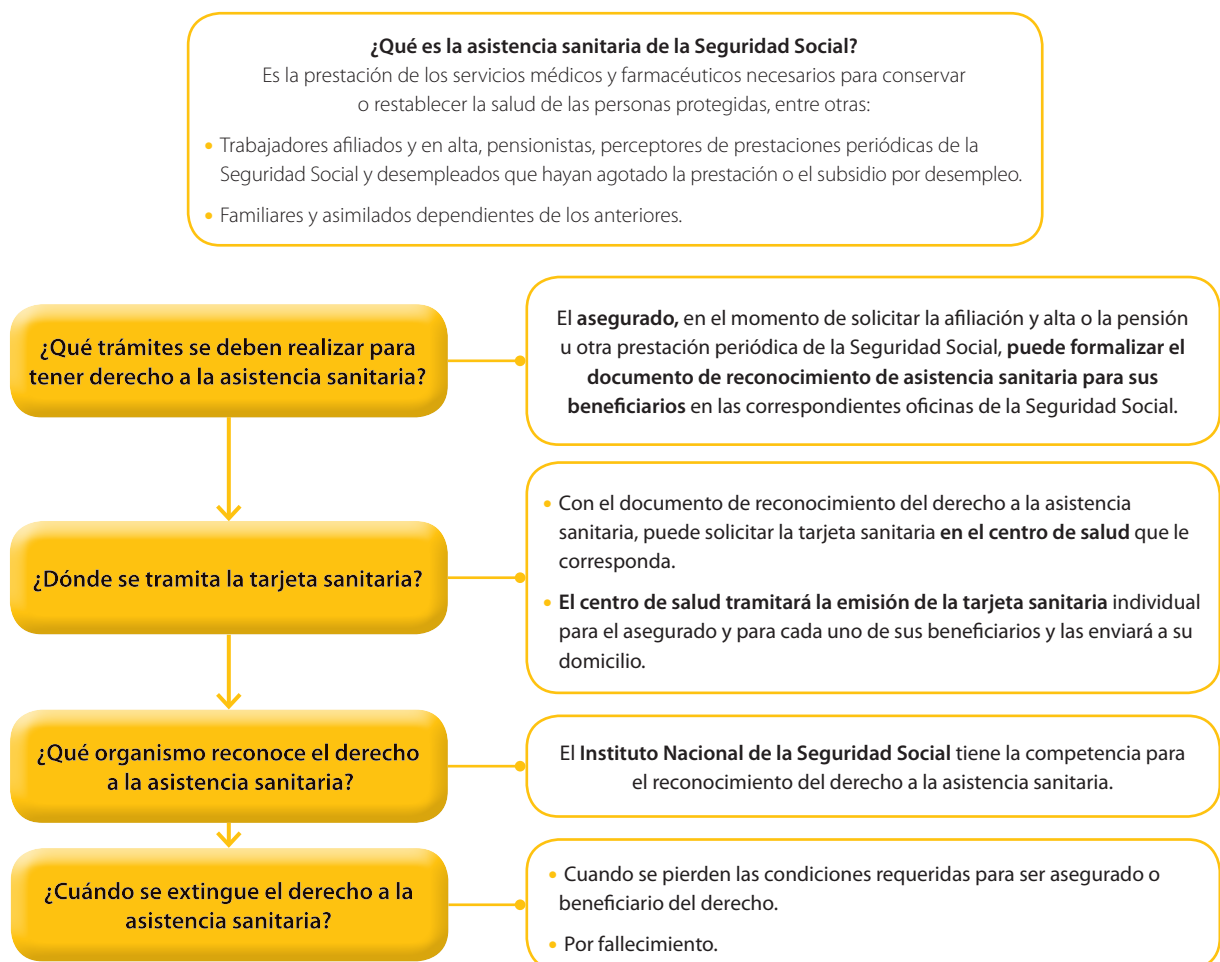 ¿Qué es la asistencia sanitaria de la Seguridad Social?
Es la prestación de los servicios médicos y farmacéuticos necesarios para conservar
o restablecer la salud de las personas protegidas, entre otras:
• Trabajadores afiliados y en alta, pensionistas, perceptores de prestaciones periódicas de la
Seguridad Social y desempleados que hayan agotado la prestación o el subsidio por desempleo.
• Familiares y asimilados dependientes de los anteriores.
¿Qué trámites se deben realizar para
tener derecho a la asistencia sanitaria?
El asegurado, en el momento de solicitar la afiliación y alta o la pensión
u otra prestación periódica de la Seguridad Social, puede formalizar el
documento de reconocimiento de asistencia sanitaria para sus
beneficiarios en las correspondientes oficinas de la Seguridad Social.
¿Dónde se tramita la tarjeta sanitaria?
• Con el documento de reconocimiento del derecho a la asistencia
sanitaria, puede solicitar la tarjeta sanitaria en el centro de salud que le
corresponda.
• El centro de salud tramitará la emisión de la tarjeta sanitaria individual
para el asegurado y para cada uno de sus beneficiarios y las enviará a su
domicilio.
¿Qué organismo reconoce el derecho
a la asistencia sanitaria?
El Instituto Nacional de la Seguridad Social tiene la competencia para
el reconocimiento del derecho a la asistencia sanitaria.
¿Cuándo se extingue el derecho a la
asistencia sanitaria?
• Cuando se pierden las condiciones requeridas para ser asegurado o
beneficiario del derecho.
• Por fallecimiento.